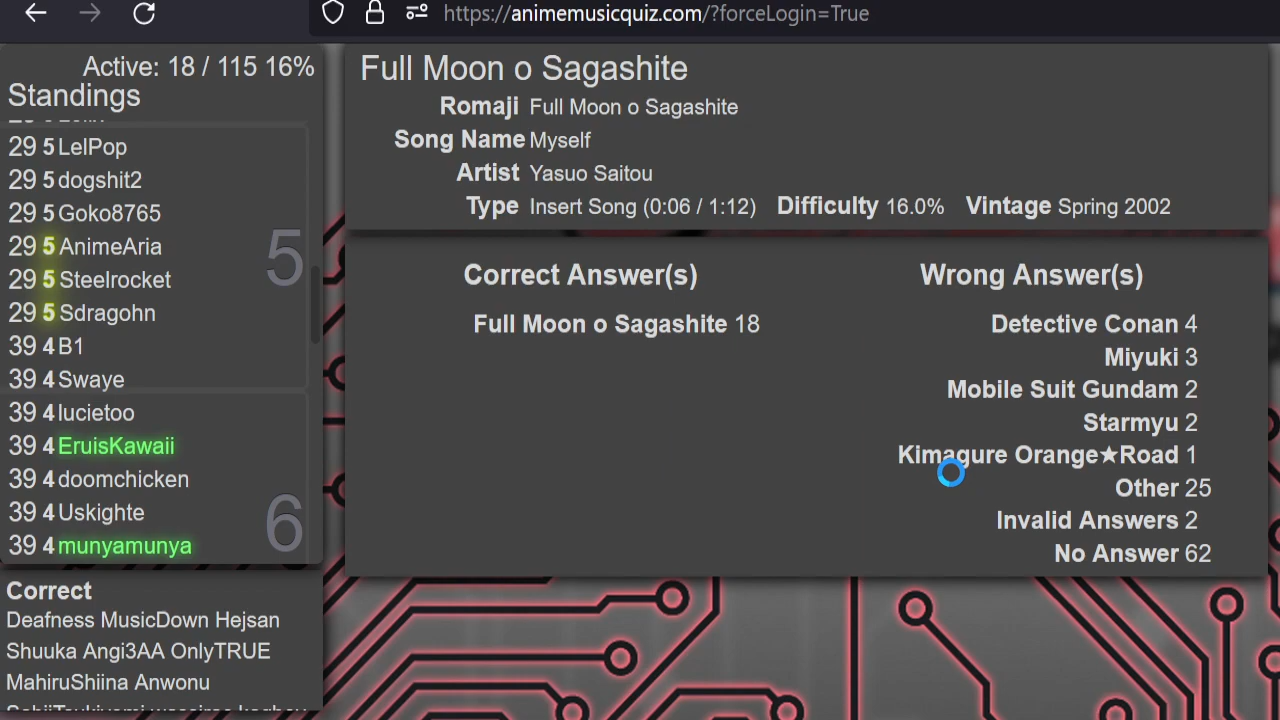 https://animemusicquiz.com/?forceLogin=True
Active: 18 / 115 16%
Standings
29 5 LelPop
29 5 dogshit2
29 5 Goko8765
29 5 AnimeAria
29 5 Steelrocket
29 5 Sdragohn
5
39 4 B1
39 4 Swaye
39 4 lucietoo
39 4 EruisKawaii
39 4 doomchicken
39 4 Uskighte
39 4 munyamunya
6
Correct
Deafness MusicDown Hejsan
Shuuka Angi3AA OnlyTRUE
MahiruShiina Anwonu
Full Moon o Sagashite
Romaji Full Moon o Sagashite
Song Name Myself
Artist Yasuo Saitou
Type Insert Song (0:06 / 1:12) Difficulty 16.0% Vintage Spring 2002
Correct Answer(s)
Full Moon o Sagashite 18
Wrong Answer(s)
Detective Conan 4
Miyuki 3
Mobile Suit Gundam 2
Starmyu 2
Kimagure Orange★Road 1
Other 25
Invalid Answers 2
No Answer 62